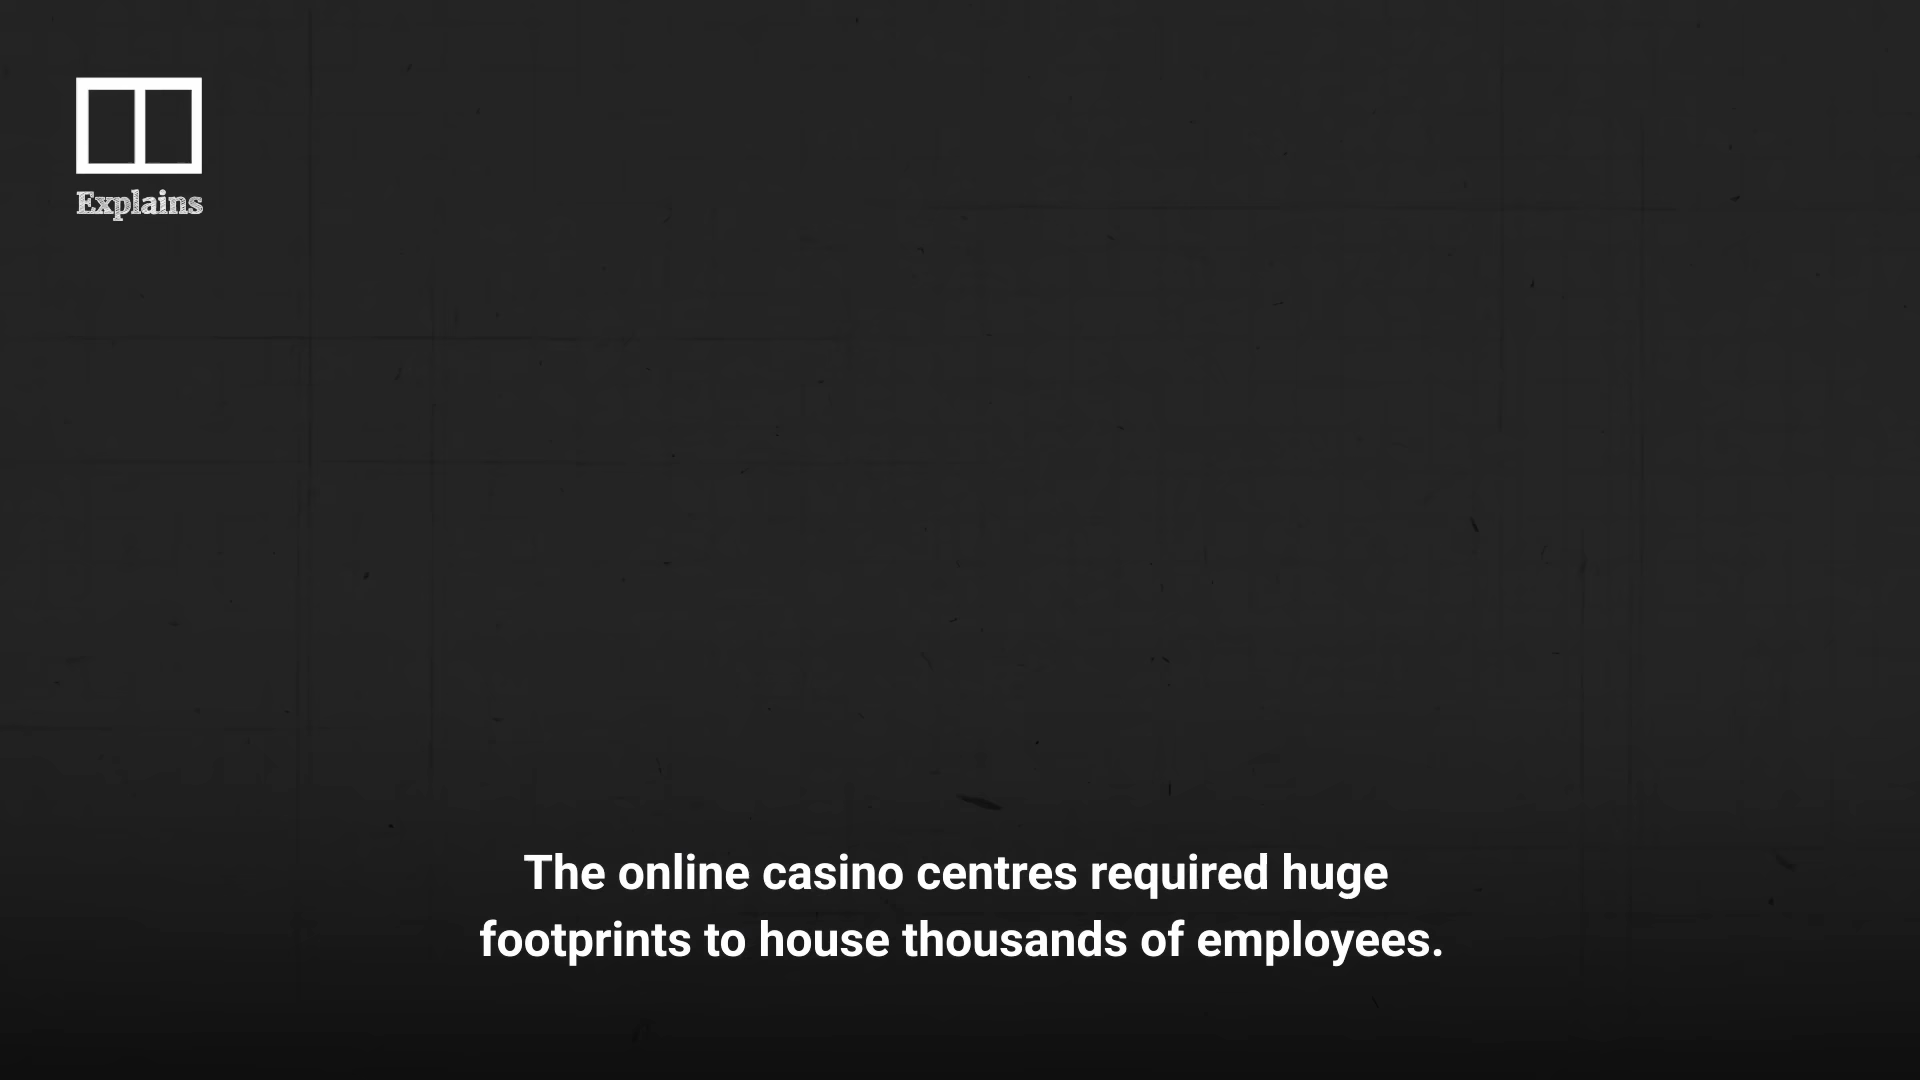 Explains
The online casino centres required huge
footprints to house thousands of employees.